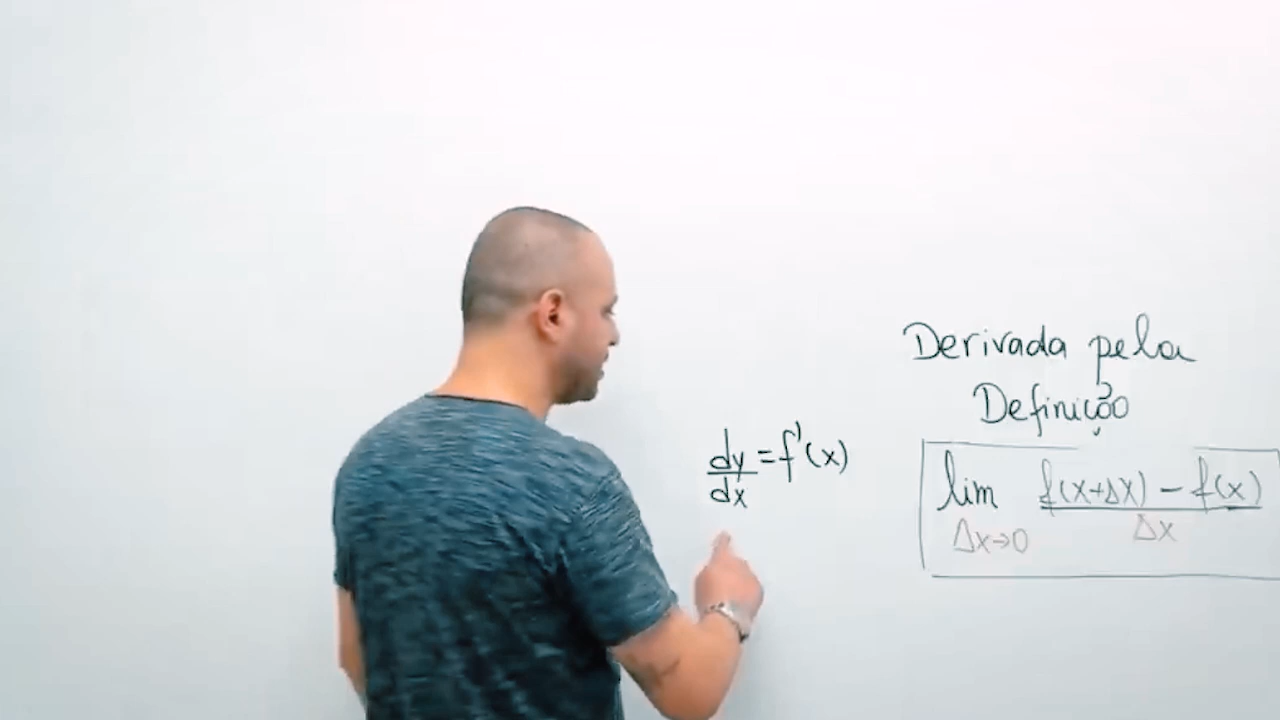 Derivada pela
Definição
dy/dx = f'(x)
lim Δx→0 f(x+Δx) - f(x) / Δx